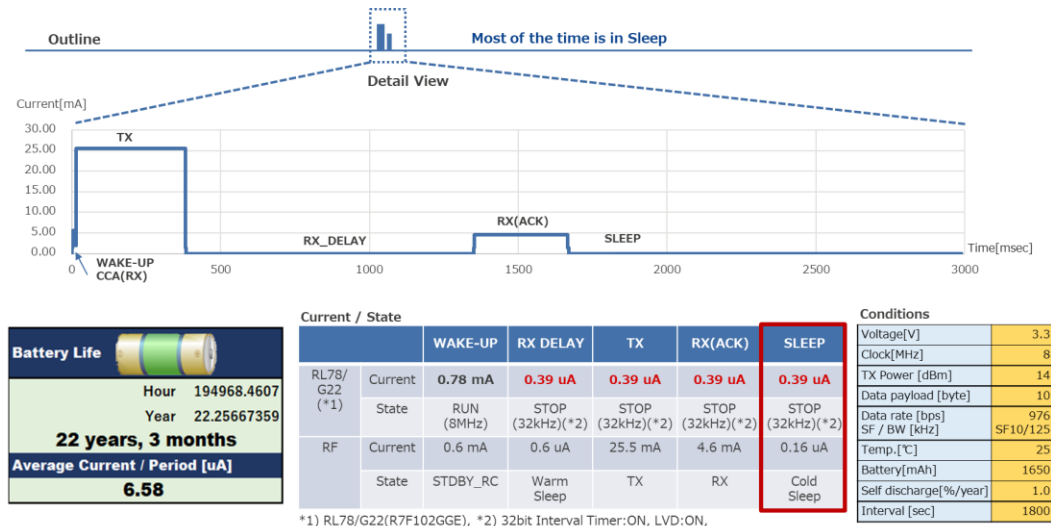 Outline
Most of the time is in Sleep
Detail View
Current[mA]
30.00
25.00
20.00
15.00
10.00
5.00
0.00
TX
RX_DELAY
RX(ACK)
SLEEP
Time[msec]
WAKE-UP
CCA(RX)
0 500 1000 1500 2000 2500 3000
Battery Life
Hour 194968.4607
Year 22.25667359
22 years, 3 months
Average Current / Period [uA]
6.58
Current / State
WAKE-UP RX DELAY TX RX(ACK) SLEEP
RL78/
G22
(*1)
Current 0.78 mA 0.39 uA 0.39 uA 0.39 uA 0.39 uA
State RUN STOP STOP STOP STOP
(8MHz) (32kHz)(*2) (32kHz)(*2) (32kHz)(*2) (32kHz)(*2)
RF Current 0.6 mA 0.6 uA 25.5 mA 4.6 mA 0.16 uA
State STDBY_RC Warm TX RX Cold
Sleep Sleep
*1) RL78/G22(R7F102GGE), *2) 32bit Interval Timer:ON, LVD:ON,
Conditions
Voltage[V] 3.3
Clock[MHz] 8
TX Power [dBm] 14
Data payload [byte] 10
Data rate [bps] 976
SF / BW [kHz] SF10/125
Temp.[℃] 25
Battery[mAh] 1650
Self discharge[%/year] 1.0
Interval [sec] 1800